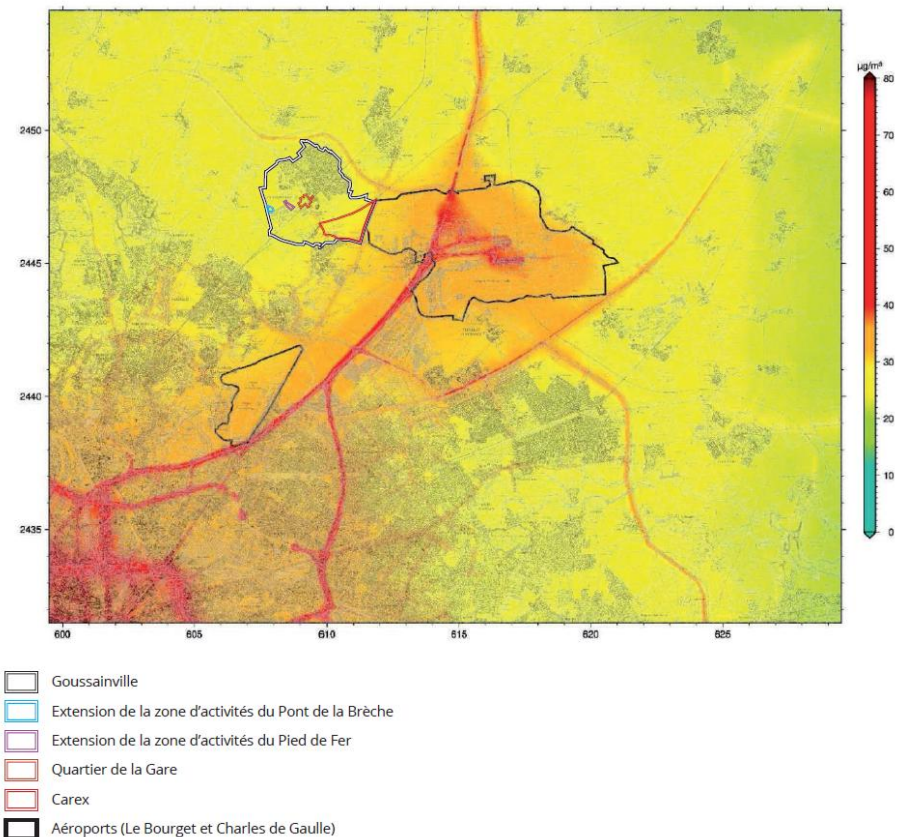 µg/m³
80
70
60
50
40
30
20
10
0
2450
2445
2440
2435
600
605
610
615
620
625
Goussainville
Extension de la zone d'activités du Pont de la Brèche
Extension de la zone d'activités du Pied de Fer
Quartier de la Gare
Carex
Aéroports (Le Bourget et Charles de Gaulle)